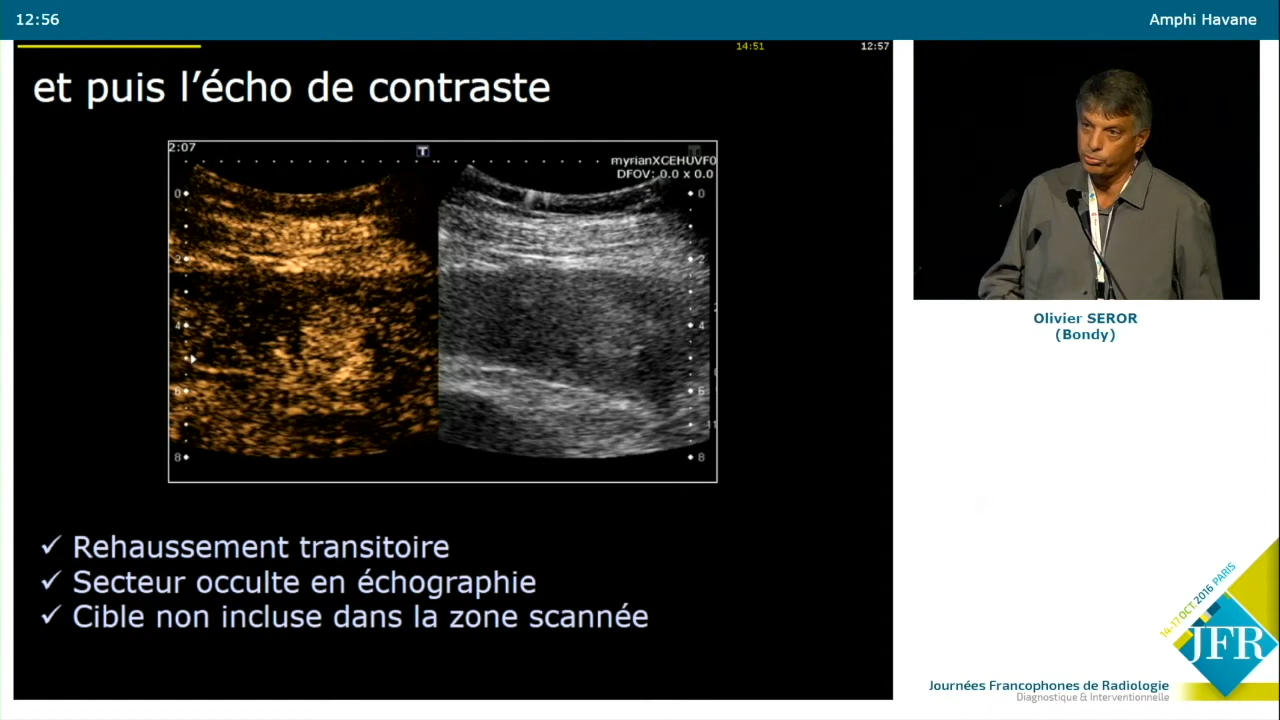 12:56
Amphi Havane
14:51
12:57
et puis l’écho de contraste
2:07
T
myrianXCEHUVF0
DFOV: 0.0 x 0.0
0
0
2
2
4
4
6
6
8
8
✓ Rehaussement transitoire
✓ Secteur occulte en échographie
✓ Cible non incluse dans la zone scannée
Olivier SEROR
(Bondy)
14-17 OCT. 2016 PARIS
JFR
Journées Francophones de Radiologie
Diagnostique & Interventionnelle